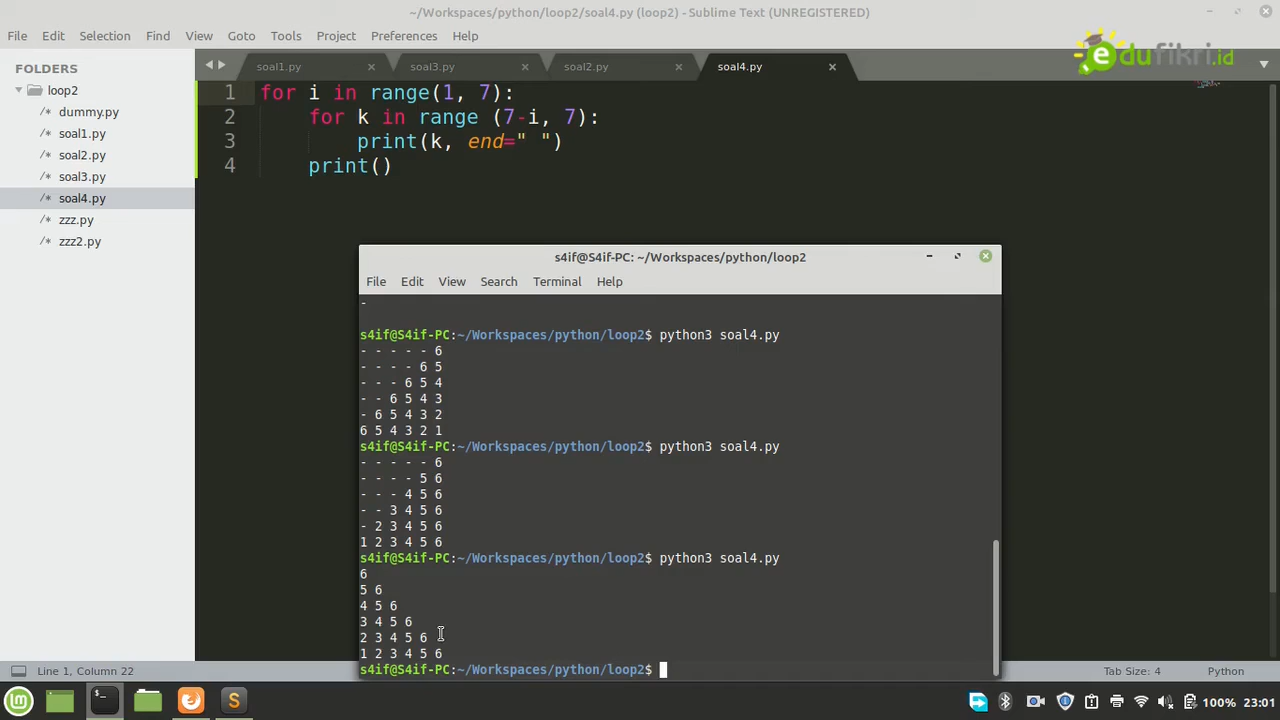 ~/Workspaces/python/loop2/soal4.py (loop2) - Sublime Text (UNREGISTERED)
File Edit Selection Find View Goto Tools Project Preferences Help
edufikri.id
FOLDERS
loop2
/* dummy.py
/* soal1.py
/* soal2.py
/* soal3.py
/* soal4.py
/* zzz.py
/* zzz2.py
soal1.py soal3.py soal2.py soal4.py
1 for i in range(1, 7):
2 for k in range (7-i, 7):
3 print(k, end=" ")
4 print()
s4if@S4if-PC: ~/Workspaces/python/loop2
File Edit View Search Terminal Help
-
s4if@S4if-PC:~/Workspaces/python/loop2$ python3 soal4.py
- - - - - 6
- - - - 6 5
- - - 6 5 4
- - 6 5 4 3
- 6 5 4 3 2
6 5 4 3 2 1
s4if@S4if-PC:~/Workspaces/python/loop2$ python3 soal4.py
- - - - - 6
- - - - 5 6
- - - 4 5 6
- - 3 4 5 6
- 2 3 4 5 6
1 2 3 4 5 6
s4if@S4if-PC:~/Workspaces/python/loop2$ python3 soal4.py
6
5 6
4 5 6
3 4 5 6
2 3 4 5 6
1 2 3 4 5 6
s4if@S4if-PC:~/Workspaces/python/loop2$
Line 1, Column 22 Tab Size: 4 Python
100% 23:01